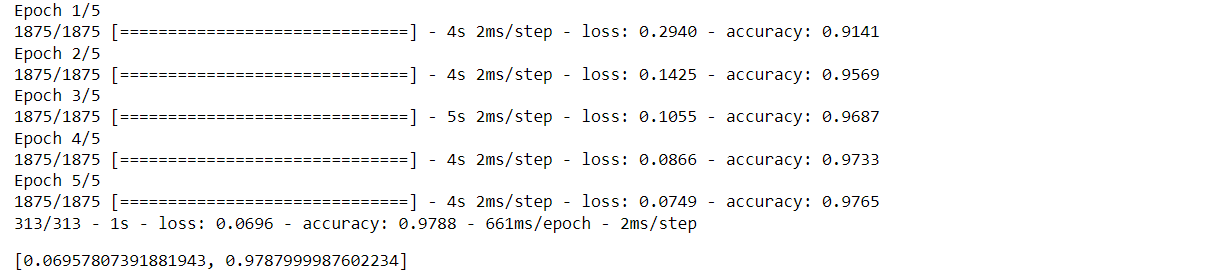 Epoch 1/5
1875/1875 [==============================] - 4s 2ms/step - loss: 0.2940 - accuracy: 0.9141
Epoch 2/5
1875/1875 [==============================] - 4s 2ms/step - loss: 0.1425 - accuracy: 0.9569
Epoch 3/5
1875/1875 [==============================] - 5s 2ms/step - loss: 0.1055 - accuracy: 0.9687
Epoch 4/5
1875/1875 [==============================] - 4s 2ms/step - loss: 0.0866 - accuracy: 0.9733
Epoch 5/5
1875/1875 [==============================] - 4s 2ms/step - loss: 0.0749 - accuracy: 0.9765
313/313 - 1s - loss: 0.0696 - accuracy: 0.9788 - 661ms/epoch - 2ms/step
[0.06957807391881943, 0.9787999987602234]